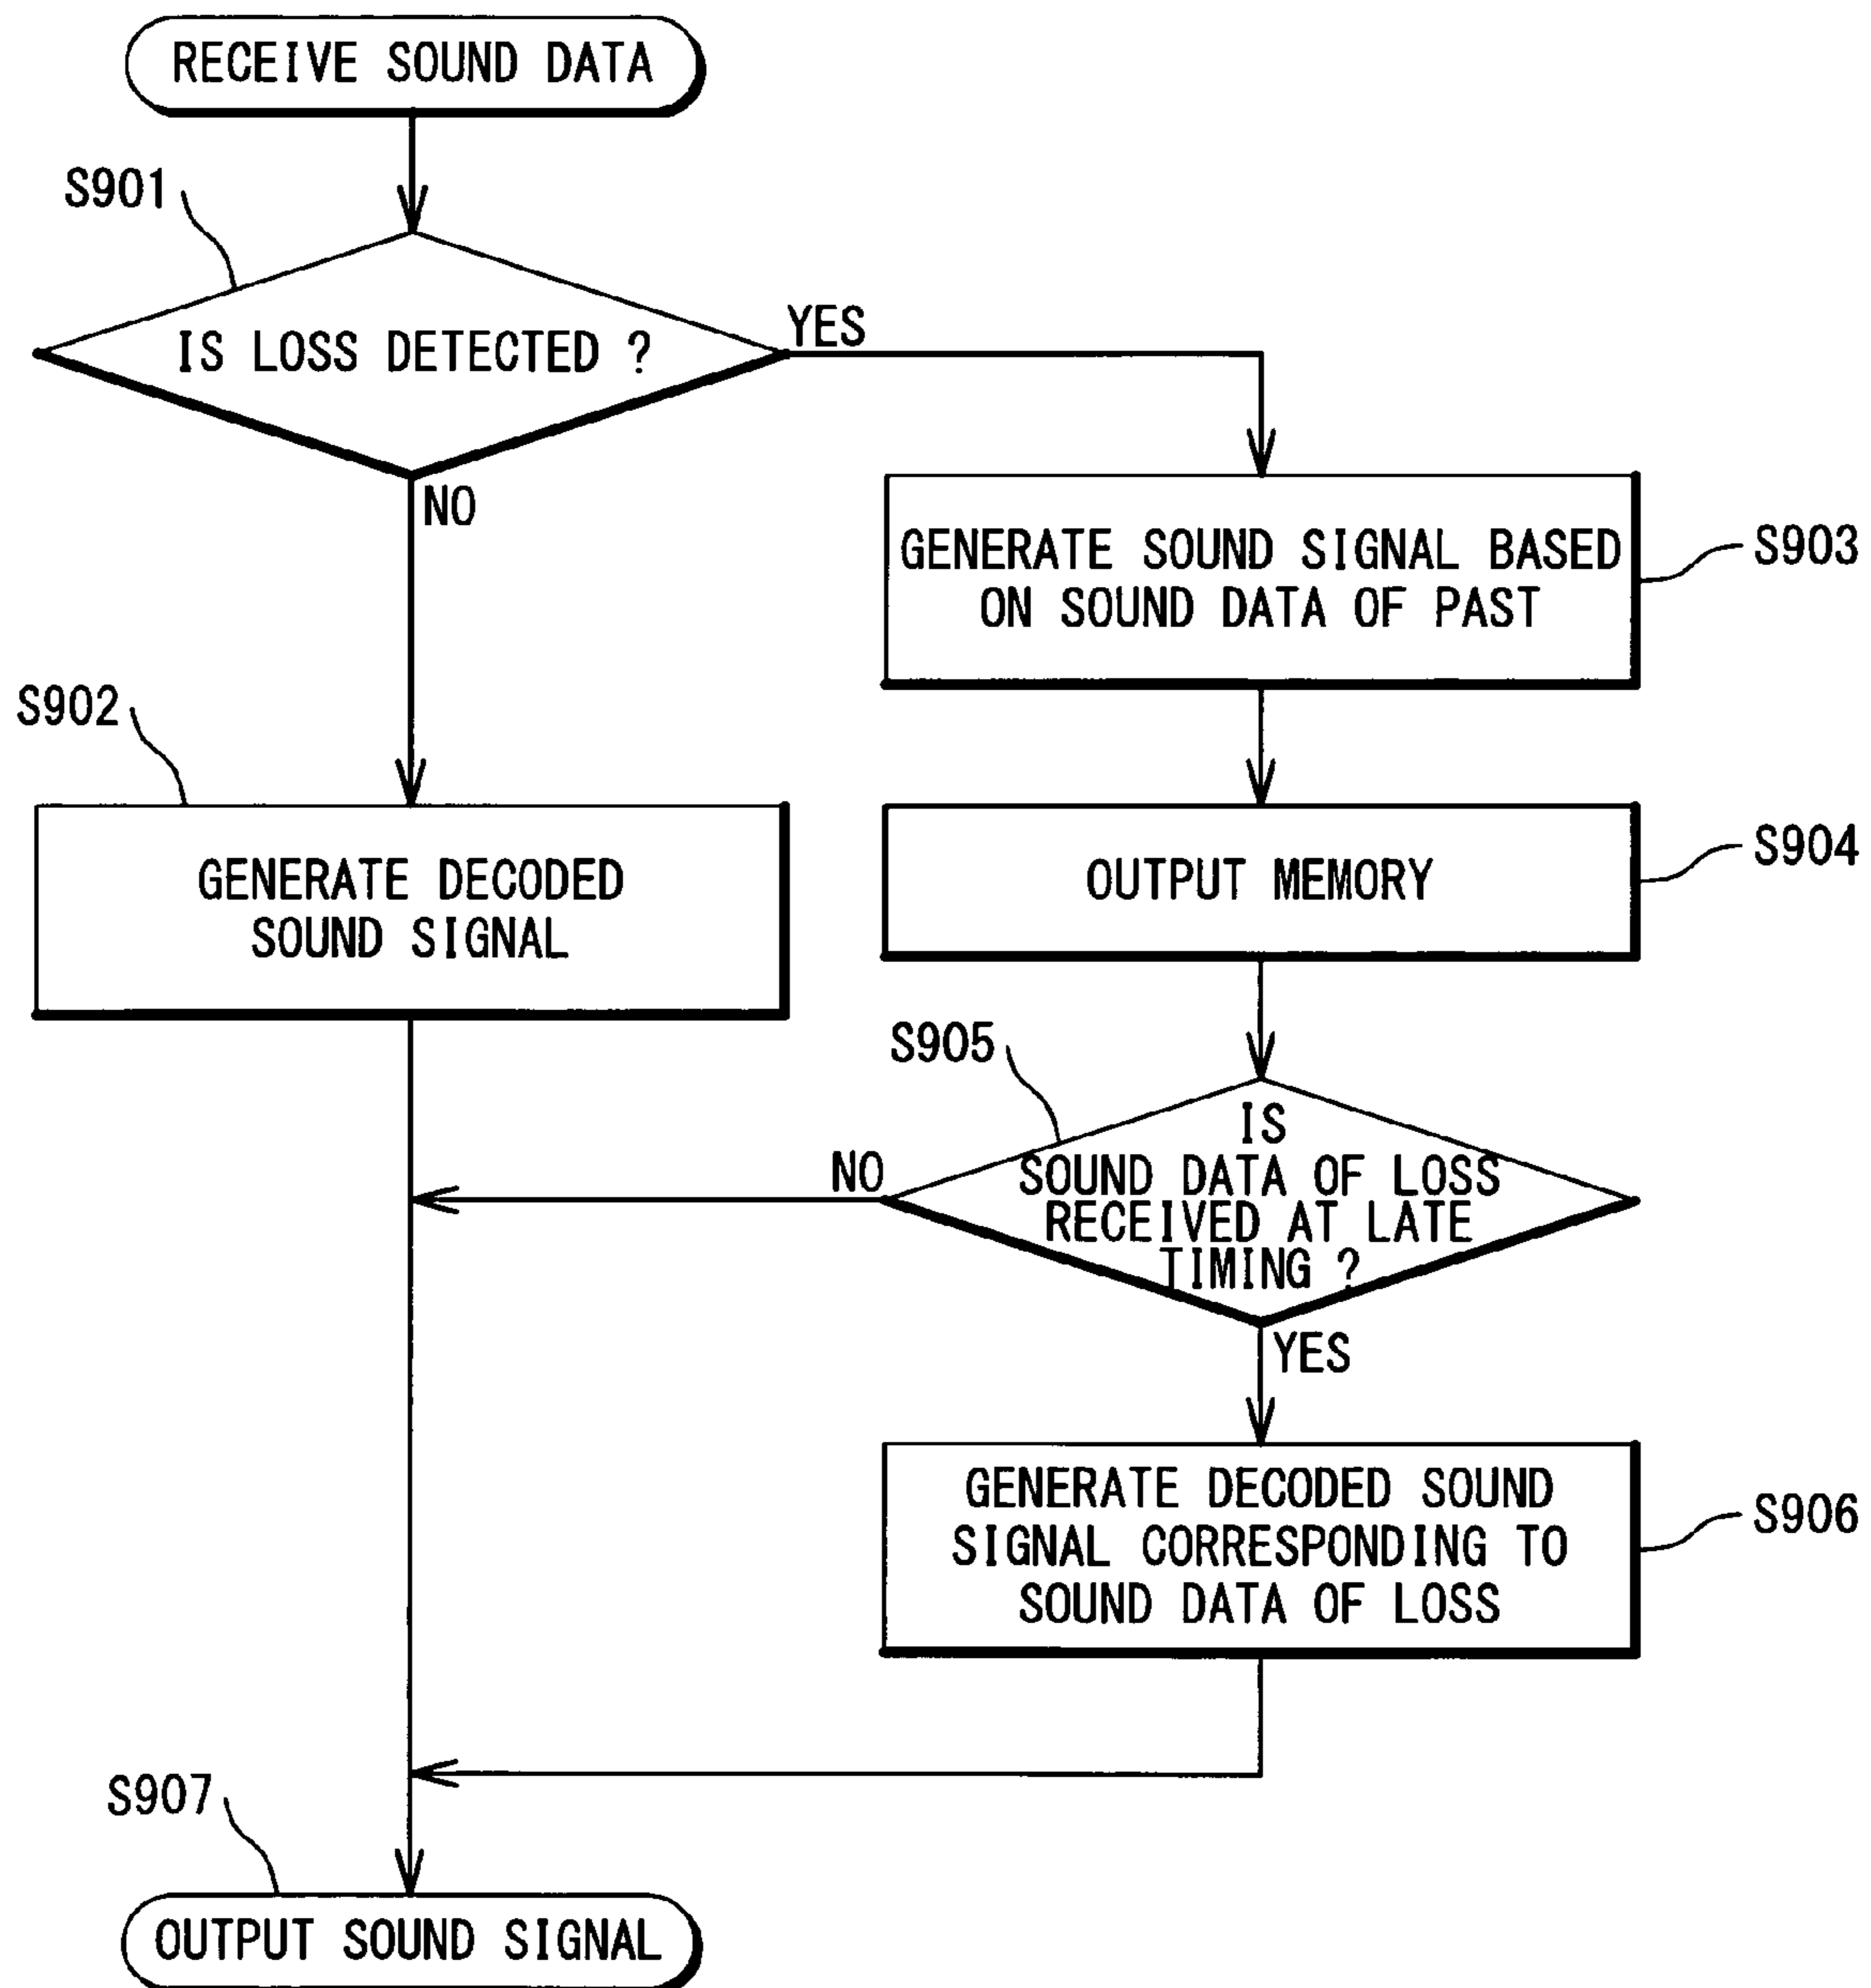 RECEIVE SOUND DATA
S901
IS LOSS DETECTED ?
YES
NO
GENERATE SOUND SIGNAL BASED
ON SOUND DATA OF PAST
S903
S902
GENERATE DECODED
SOUND SIGNAL
OUTPUT MEMORY
S904
S905
IS
SOUND DATA OF LOSS
RECEIVED AT LATE
TIMING ?
NO
YES
GENERATE DECODED SOUND
SIGNAL CORRESPONDING TO
SOUND DATA OF LOSS
S906
S907
OUTPUT SOUND SIGNAL